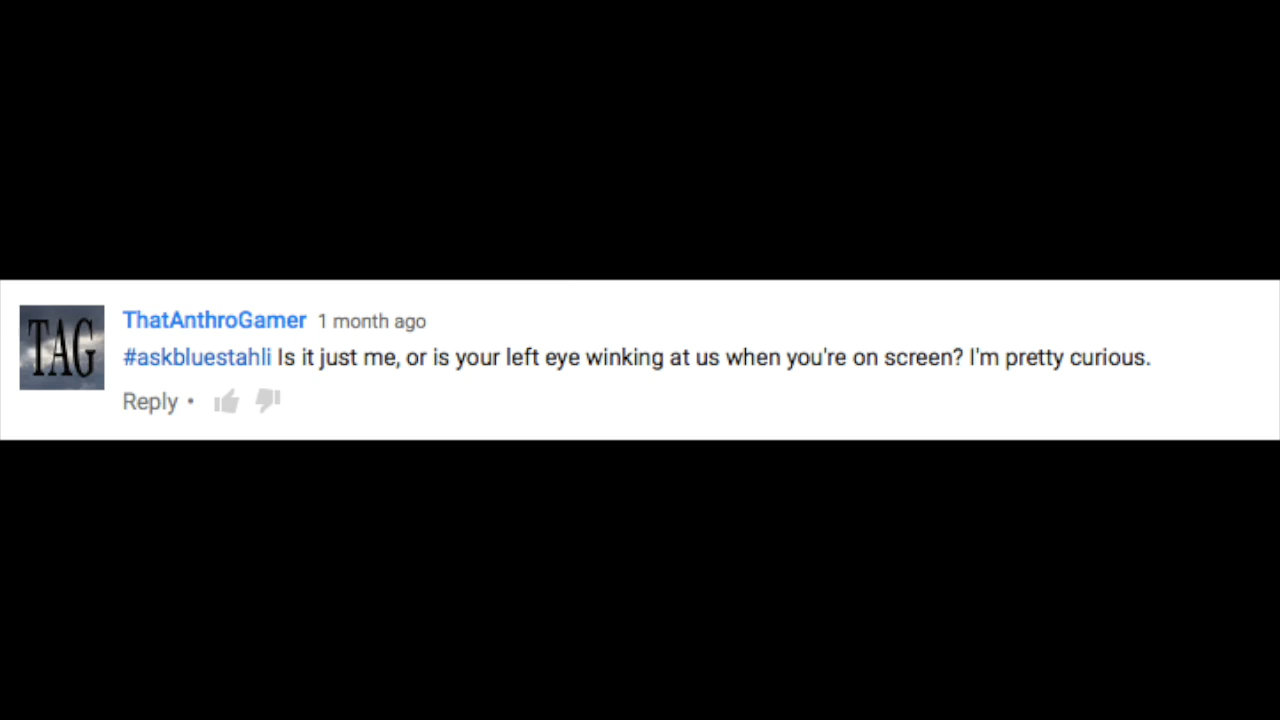 TAG
ThatAnthroGamer 1 month ago
#askbluestahli Is it just me, or is your left eye winking at us when you're on screen? I'm pretty curious.
Reply •